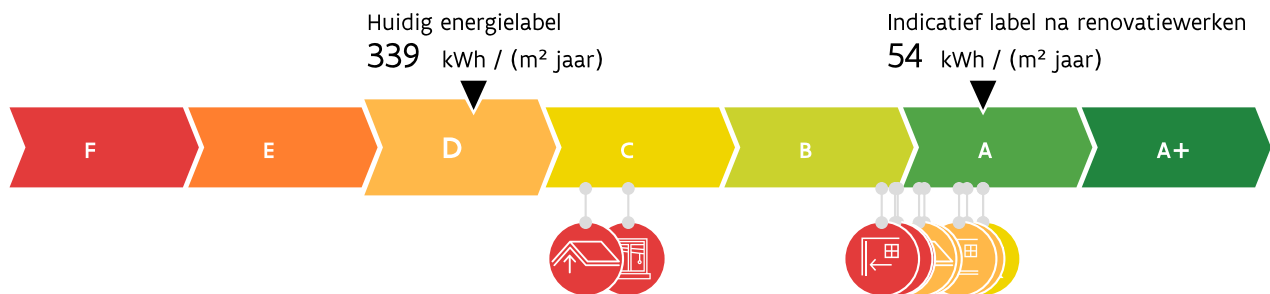 Huidig energielabel
339 kWh / (m² jaar)
Indicatief label na renovatiewerken
54 kWh / (m² jaar)
F E D C B A A+